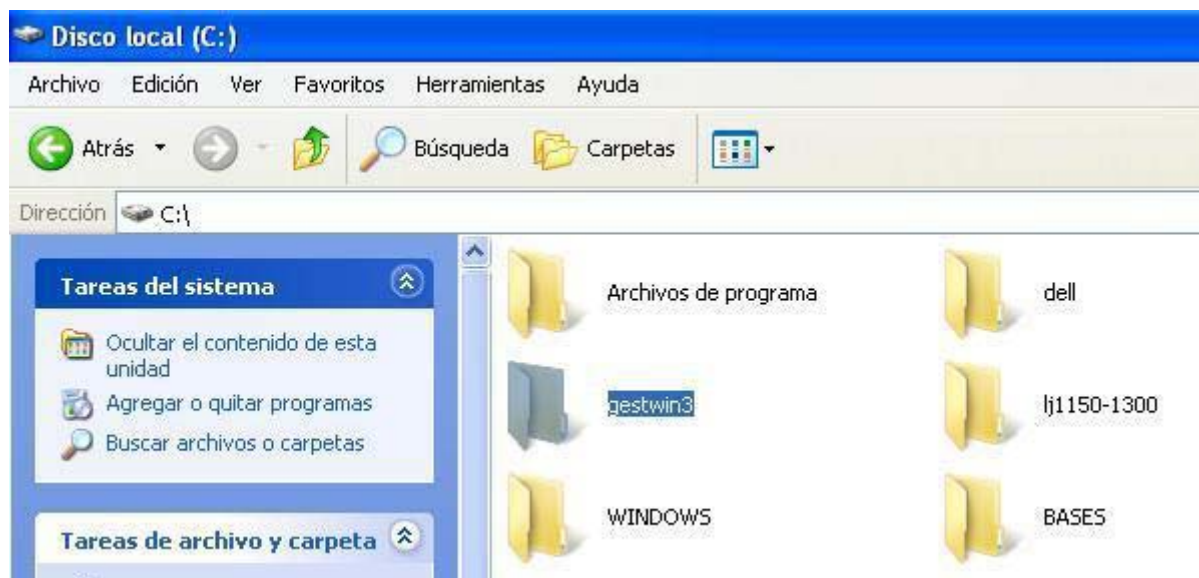 Disco local (C:)
Archivo Edición Ver Favoritos Herramientas Ayuda
Atrás Búsqueda Carpetas
Dirección C:\
Tareas del sistema
Ocultar el contenido de esta
unidad
Agregar o quitar programas
Buscar archivos o carpetas
Tareas de archivo y carpeta
Archivos de programa dell
gestwin3 lj1150-1300
WINDOWS BASES